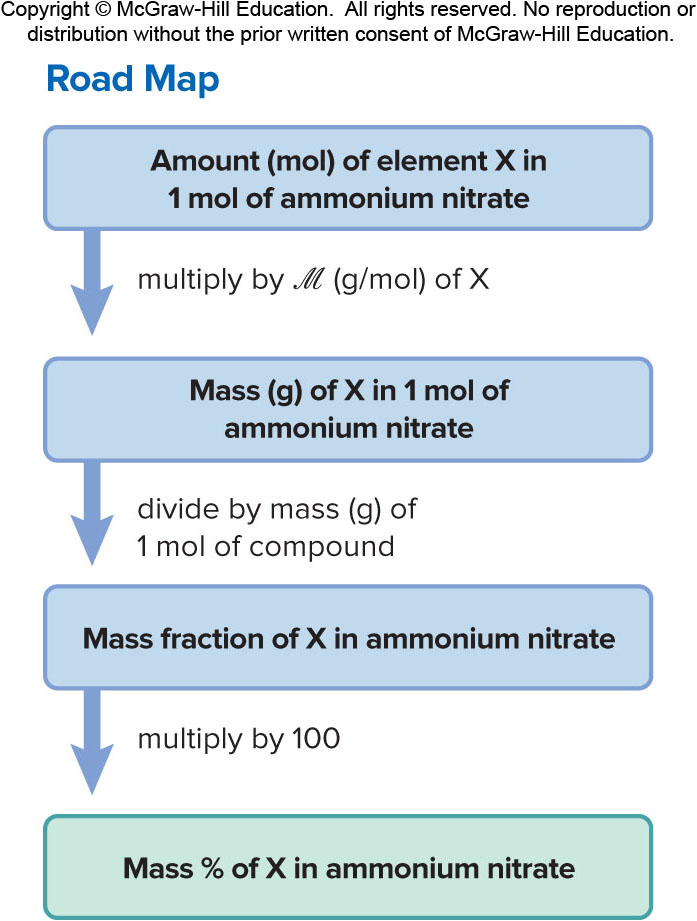 Copyright © McGraw-Hill Education.  All rights reserved. No reproduction or
distribution without the prior written consent of McGraw-Hill Education.
Road Map
Amount (mol) of element X in
1 mol of ammonium nitrate
multiply by ℳ (g/mol) of X
Mass (g) of X in 1 mol of
ammonium nitrate
divide by mass (g) of
1 mol of compound
Mass fraction of X in ammonium nitrate
multiply by 100
Mass % of X in ammonium nitrate